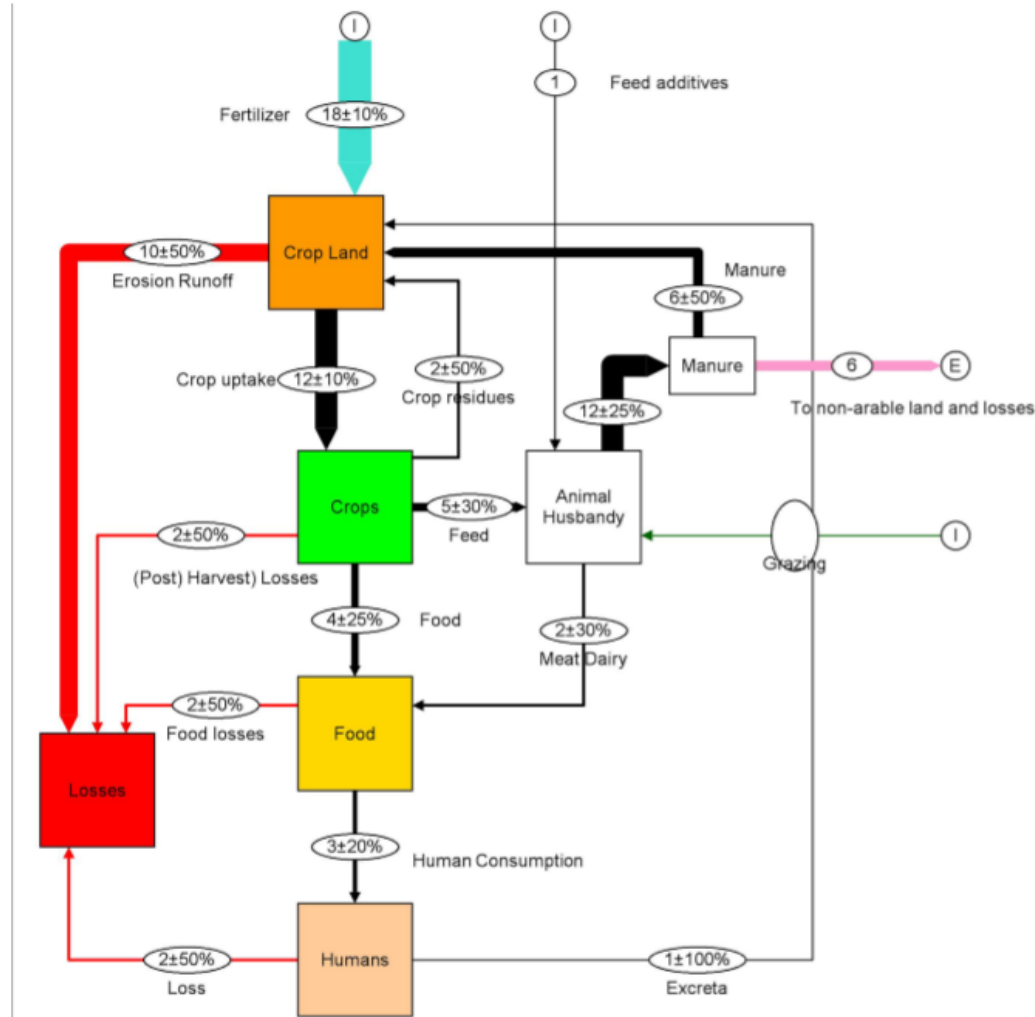 I
I
1
Feed additives
Fertilizer
18±10%
Crop Land
10±50%
Erosion Runoff
Manure
6±50%
Manure
6
E
To non-arable land and losses
Crop uptake
12±10%
2±50%
Crop residues
12±25%
Crops
5±30%
Feed
Animal
Husbandy
2±50%
(Post) Harvest) Losses
Grazing
I
4±25%
Food
2±30%
Meat Dairy
2±50%
Food losses
Food
Losses
3±20%
Human Consumption
2±50%
Loss
Humans
1±100%
Excreta